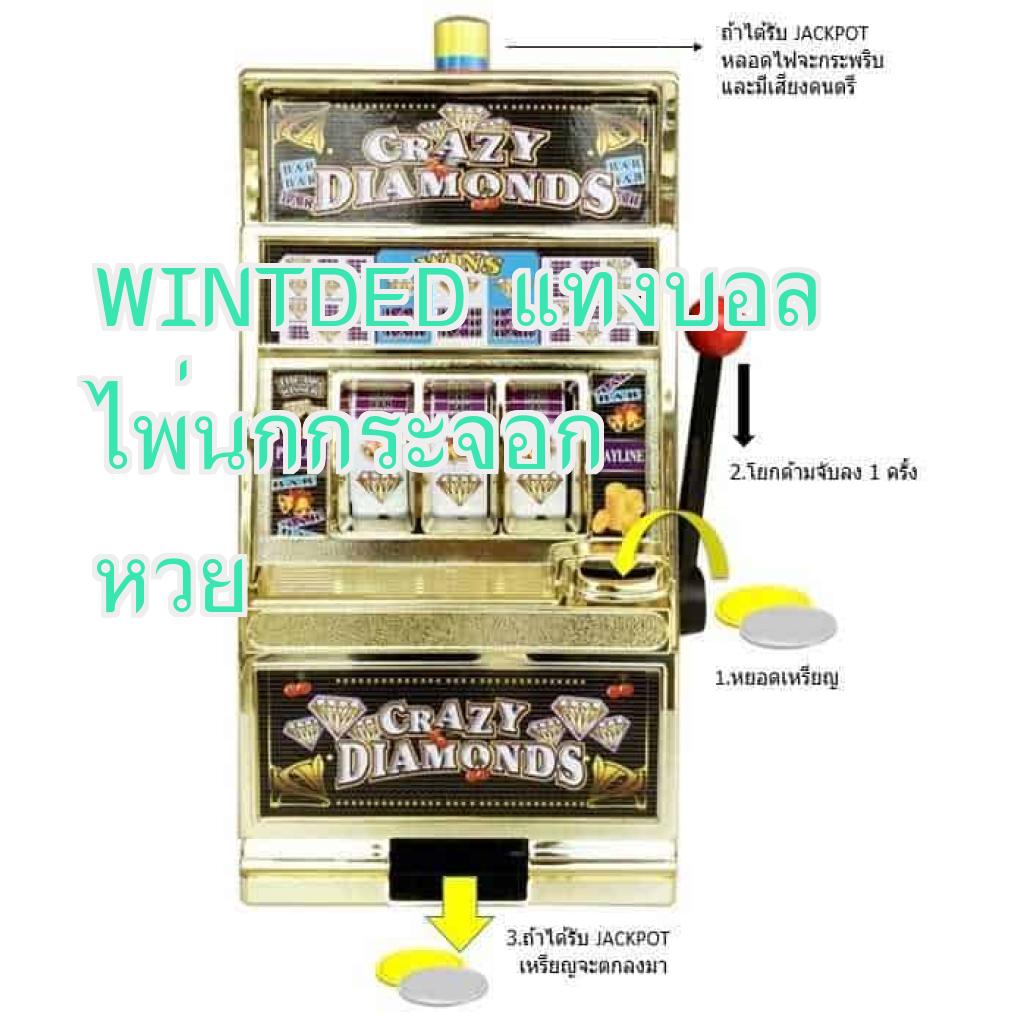 ถ้าได้รับ JACKPOT
หลอดไฟจะกระพริบ
และมีเสียงดนตรี
CRAZY
DIAMONDS
WINS
WINTDED แทงบอล
ไพ่นกกระจอก
หวย
2.โยกด้ามจับลง 1 ครั้ง
1.หยอดเหรียญ
CRAZY
DIAMONDS
3.ถ้าได้รับ JACKPOT
เหรียญจะตกลงมา